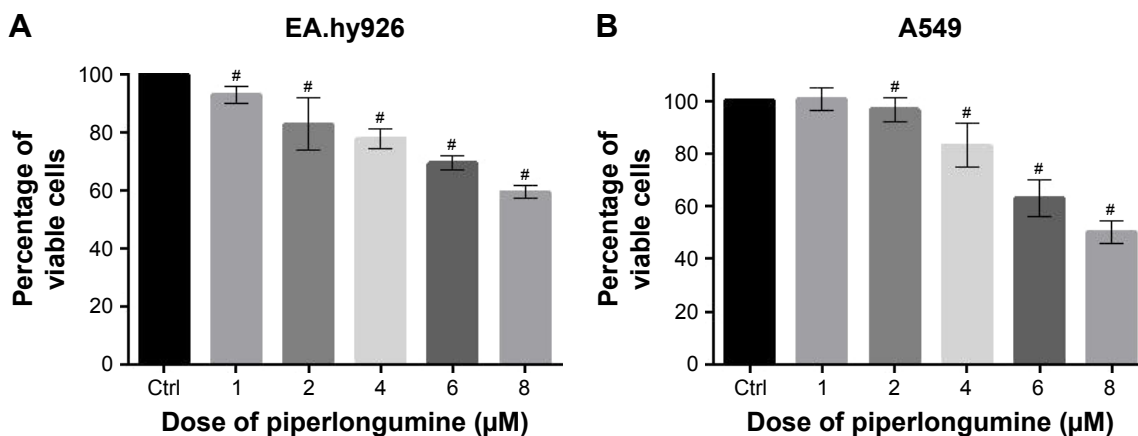 A
EA.hy926
Percentage of
viable cells
100
80
60
40
20
0
#
#
#
#
#
Ctrl 1 2 4 6 8
Dose of piperlongumine (µM)
B
A549
Percentage of
viable cells
100
80
60
40
20
0
#
#
#
#
Ctrl 1 2 4 6 8
Dose of piperlongumine (µM)